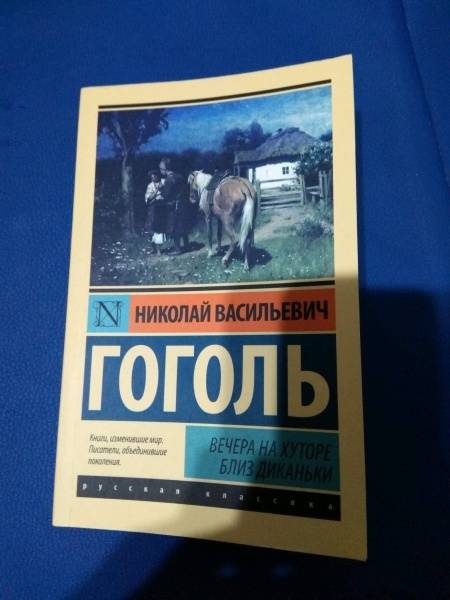 N
НИКОЛАЙ ВАСИЛЬЕВИЧ
ГОГОЛЬ
Книги, изменившие мир.
Писатели, объединившие
поколения.
ВЕЧЕРА НА ХУТОРЕ
БЛИЗ ДИКАНЬКИ
русская классика